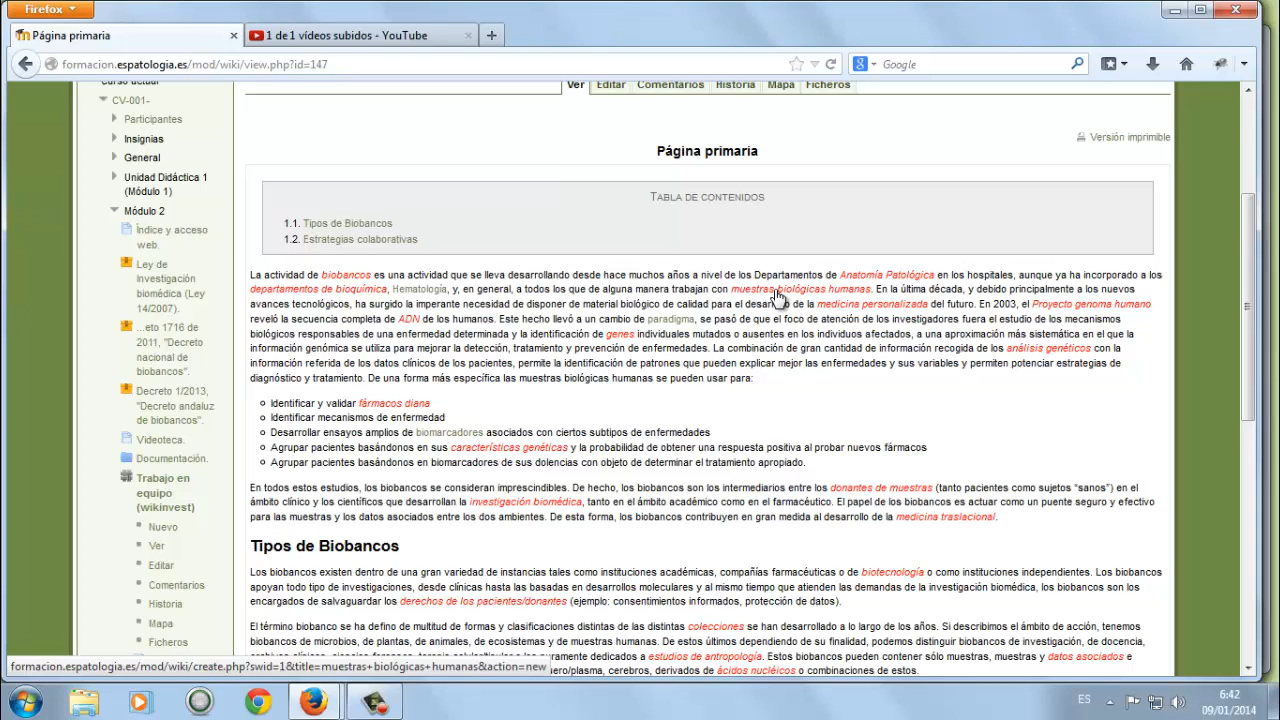 Firefox
Página primaria
1 de 1 vídeos subidos - YouTube
formacion.espatologia.es/mod/wiki/view.php?id=147
Google
Curso actual
CV-001-
Participantes
Insignias
General
Unidad Didáctica 1
(Módulo 1)
Módulo 2
Índice y acceso
web.
Ley de
Investigación
biomédica (Ley
14/2007).
...eto 1716 de
2011, "Decreto
nacional de
biobancos".
Decreto 1/2013,
"Decreto andaluz
de biobancos".
Videoteca.
Documentación.
Trabajo en
equipo
(wikinvest)
Nuevo
Ver
Editar
Comentarios
Historia
Mapa
Ficheros
Ver Editar Comentarios Historia Mapa Ficheros
Versión imprimible
Página primaria
TABLA DE CONTENIDOS
1.1. Tipos de Biobancos
1.2. Estrategias colaborativas
La actividad de biobancos es una actividad que se lleva desarrollando desde hace muchos años a nivel de los Departamentos de Anatomía Patológica en los hospitales, aunque ya ha incorporado a los
departamentos de bioquímica, Hematología, y, en general, a todos los que de alguna manera trabajan con muestras biológicas humanas. En la última década, y debido principalmente a los nuevos
avances tecnológicos, ha surgido la imperante necesidad de disponer de material biológico de calidad para el desarrollo de la medicina personalizada del futuro. En 2003, el Proyecto genoma humano
reveló la secuencia completa de ADN de los humanos. Este hecho llevó a un cambio de paradigma, se pasó de que el foco de atención de los investigadores fuera el estudio de los mecanismos
biológicos responsables de una enfermedad determinada y la identificación de genes individuales mutados o ausentes en los individuos afectados, a una aproximación más sistemática en el que la
información genómica se utiliza para mejorar la detección, tratamiento y prevención de enfermedades. La combinación de gran cantidad de información recogida de los análisis genéticos con la
información referida de los datos clínicos de los pacientes, permite la identificación de patrones que pueden explicar mejor las enfermedades y sus variables y permiten potenciar estrategias de
diagnóstico y tratamiento. De una forma más específica las muestras biológicas humanas se pueden usar para:
Identificar y validar fármacos diana
Identificar mecanismos de enfermedad
Desarrollar ensayos amplios de biomarcadores asociados con ciertos subtipos de enfermedades
Agrupar pacientes basándonos en sus características genéticas y la probabilidad de obtener una respuesta positiva al probar nuevos fármacos
Agrupar pacientes basándonos en biomarcadores de sus dolencias con objeto de determinar el tratamiento apropiado.
En todos estos estudios, los biobancos se consideran imprescindibles. De hecho, los biobancos son los intermediarios entre los donantes de muestras (tanto pacientes como sujetos “sanos”) en el
ámbito clínico y los científicos que desarrollan la investigación biomédica, tanto en el ámbito académico como en el farmacéutico. El papel de los biobancos es actuar como un puente seguro y efectivo
para las muestras y los datos asociados entre los dos ambientes. De esta forma, los biobancos contribuyen en gran medida al desarrollo de la medicina traslacional.
Tipos de Biobancos
Los biobancos existen dentro de una gran variedad de instancias tales como instituciones académicas, compañías farmacéuticas o de biotecnología o como instituciones independientes. Los biobancos
apoyan todo tipo de investigaciones, desde clínicas hasta las basadas en desarrollos moleculares y al mismo tiempo que atienden las demandas de la investigación biomédica, los biobancos son los
encargados de salvaguardar los derechos de los pacientes/donantes (ejemplo: consentimientos informados, protección de datos).
El término biobanco se ha defino de multitud de formas y clasificaciones distintas de las distintas colecciones se han desarrollado a lo largo de los años. Si describimos el ámbito de acción, tenemos
biobancos de microbios, de plantas, de animales, de ecosistemas y de muestras humanas. De estos últimos dependiendo de su finalidad, podemos distinguir biobancos de investigación, de docencia,
puramente dedicados a estudios de antropología. Estos biobancos pueden contener sólo muestras, muestras y datos asociados e
suero/plasma, cerebros, derivados de ácidos nucléicos o combinaciones de estos.
formacion.espatologia.es/mod/wiki/create.php?swid=1&title=muestras+biológicas+humanas&action=new
ES
6:42
09/01/2014